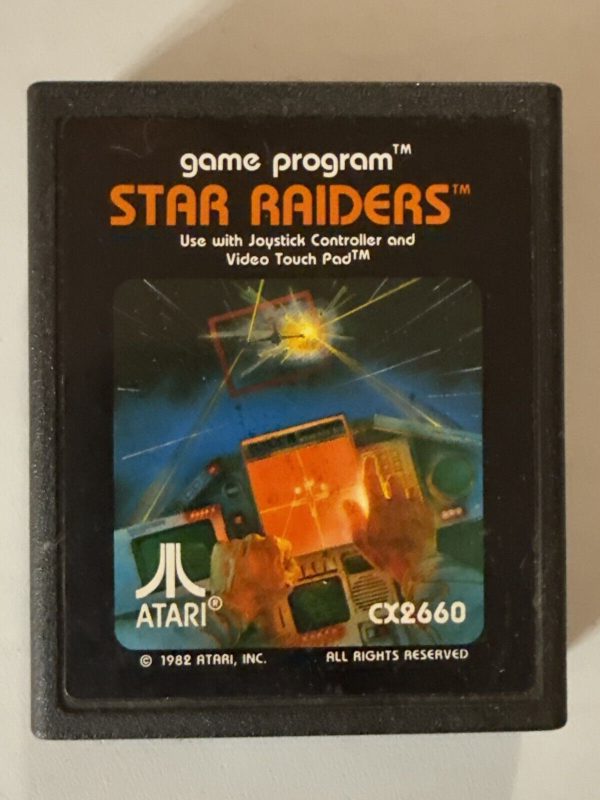 game program™
STAR RAIDERS™
Use with Joystick Controller and
Video Touch Pad™
ATARI®
CX2660
© 1982 ATARI, INC. ALL RIGHTS RESERVED